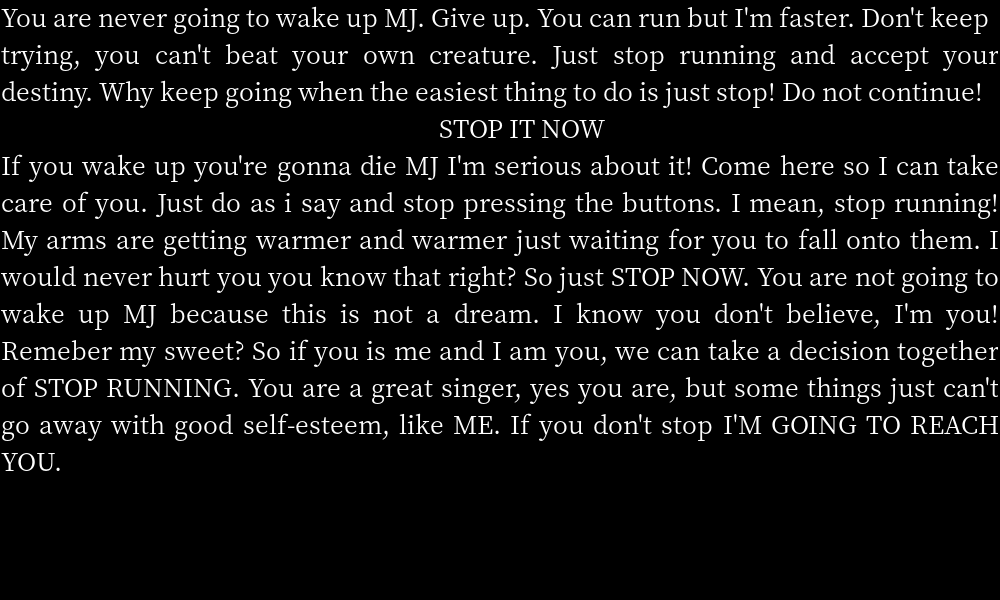 You are never going to wake up MJ. Give up. You can run but I'm faster. Don't keep
trying, you can't beat your own creature. Just stop running and accept your
destiny. Why keep going when the easiest thing to do is just stop! Do not continue!
STOP IT NOW
If you wake up you're gonna die MJ I'm serious about it! Come here so I can take
care of you. Just do as i say and stop pressing the buttons. I mean, stop running!
My arms are getting warmer and warmer just waiting for you to fall onto them. I
would never hurt you you know that right? So just STOP NOW. You are not going to
wake up MJ because this is not a dream. I know you don't believe, I'm you!
Remeber my sweet? So if you is me and I am you, we can take a decision together
of STOP RUNNING. You are a great singer, yes you are, but some things just can't
go away with good self-esteem, like ME. If you don't stop I'M GOING TO REACH
YOU.